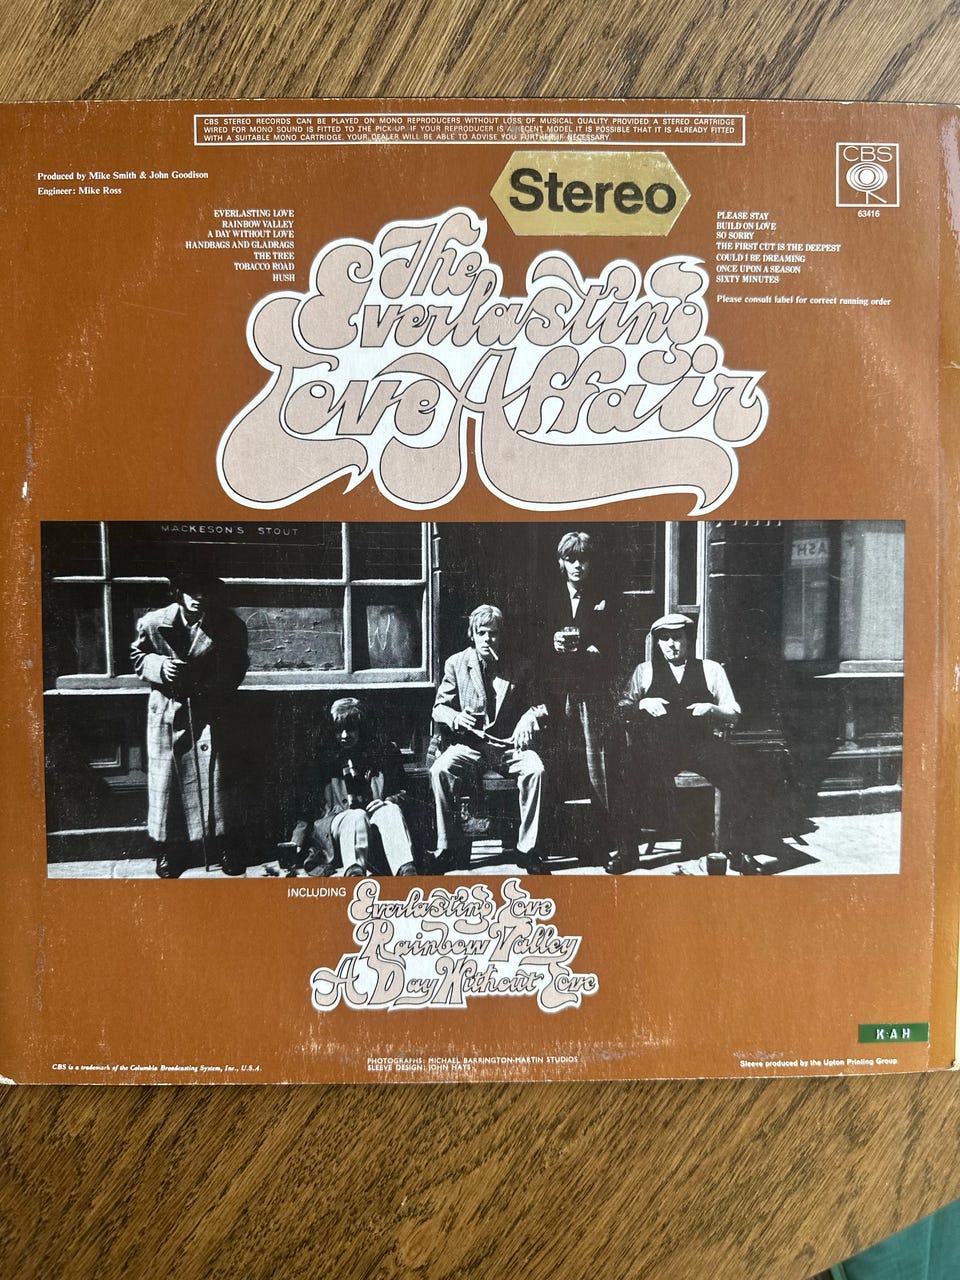 CBS STEREO RECORDS CAN BE PLAYED ON MONO REPRODUCERS WITHOUT LOSS OF MUSICAL QUALITY PROVIDED A STEREO CARTRIDGE
WIRED FOR MONO SOUND IS FITTED TO THE PICK-UP. IF YOUR REPRODUCER IS A RECENT MODEL IT IS POSSIBLE THAT IT IS ALREADY FITTED
WITH A SUITABLE MONO CARTRIDGE. YOUR DEALER WILL BE ABLE TO ADVISE YOU FURTHER IF NECESSARY.
CBS
63416
Produced by Mike Smith & John Goodison
Engineer: Mike Ross
Stereo
EVERLASTING LOVE
RAINBOW VALLEY
A DAY WITHOUT LOVE
HANDBAGS AND GLADRAGS
THE TREE
TOBACCO ROAD
HUSH
PLEASE STAY
BUILD ON LOVE
SO SORRY
THE FIRST CUT IS THE DEEPEST
COULD I BE DREAMING
ONCE UPON A SEASON
SIXTY MINUTES
Please consult label for correct running order
The
Everlasting
Love Affair
MACKESON'S STOUT
INCLUDING
Everlasting Love
Rainbow Valley
A Day Without Love
K·A H
CBS is a trademark of the Columbia Broadcasting System, Inc., U.S.A.
PHOTOGRAPHS: MICHAEL BARRINGTON-MARTIN STUDIOS
SLEEVE DESIGN: JOHN HAYS
Sleeve produced by the Upton Printing Group